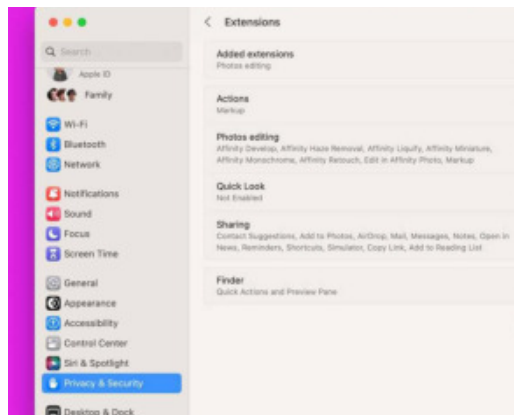 Extensions
Search
Apple ID
Family
Wi-Fi
Bluetooth
Network
Notifications
Sound
Focus
Screen Time
General
Appearance
Accessibility
Control Center
Siri & Spotlight
Privacy & Security
Desktop & Dock
Added extensions
Photos editing
Actions
Markup
Photos editing
Affinity Develop, Affinity Haze Removal, Affinity Liquify, Affinity Miniature,
Affinity Monochrome, Affinity Retouch, Edit in Affinity Photo, Markup
Quick Look
Not Enabled
Sharing
Contact Suggestions, Add to Photos, AirDrop, Mail, Messages, Notes, Open in
News, Reminders, Shortcuts, Simulator, Copy Link, Add to Reading List
Finder
Quick Actions and Preview Pane